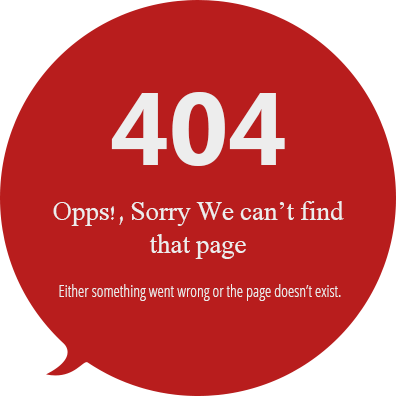 404
Opps!, Sorry We can't find
that page
Either something went wrong or the page doesn't exist.